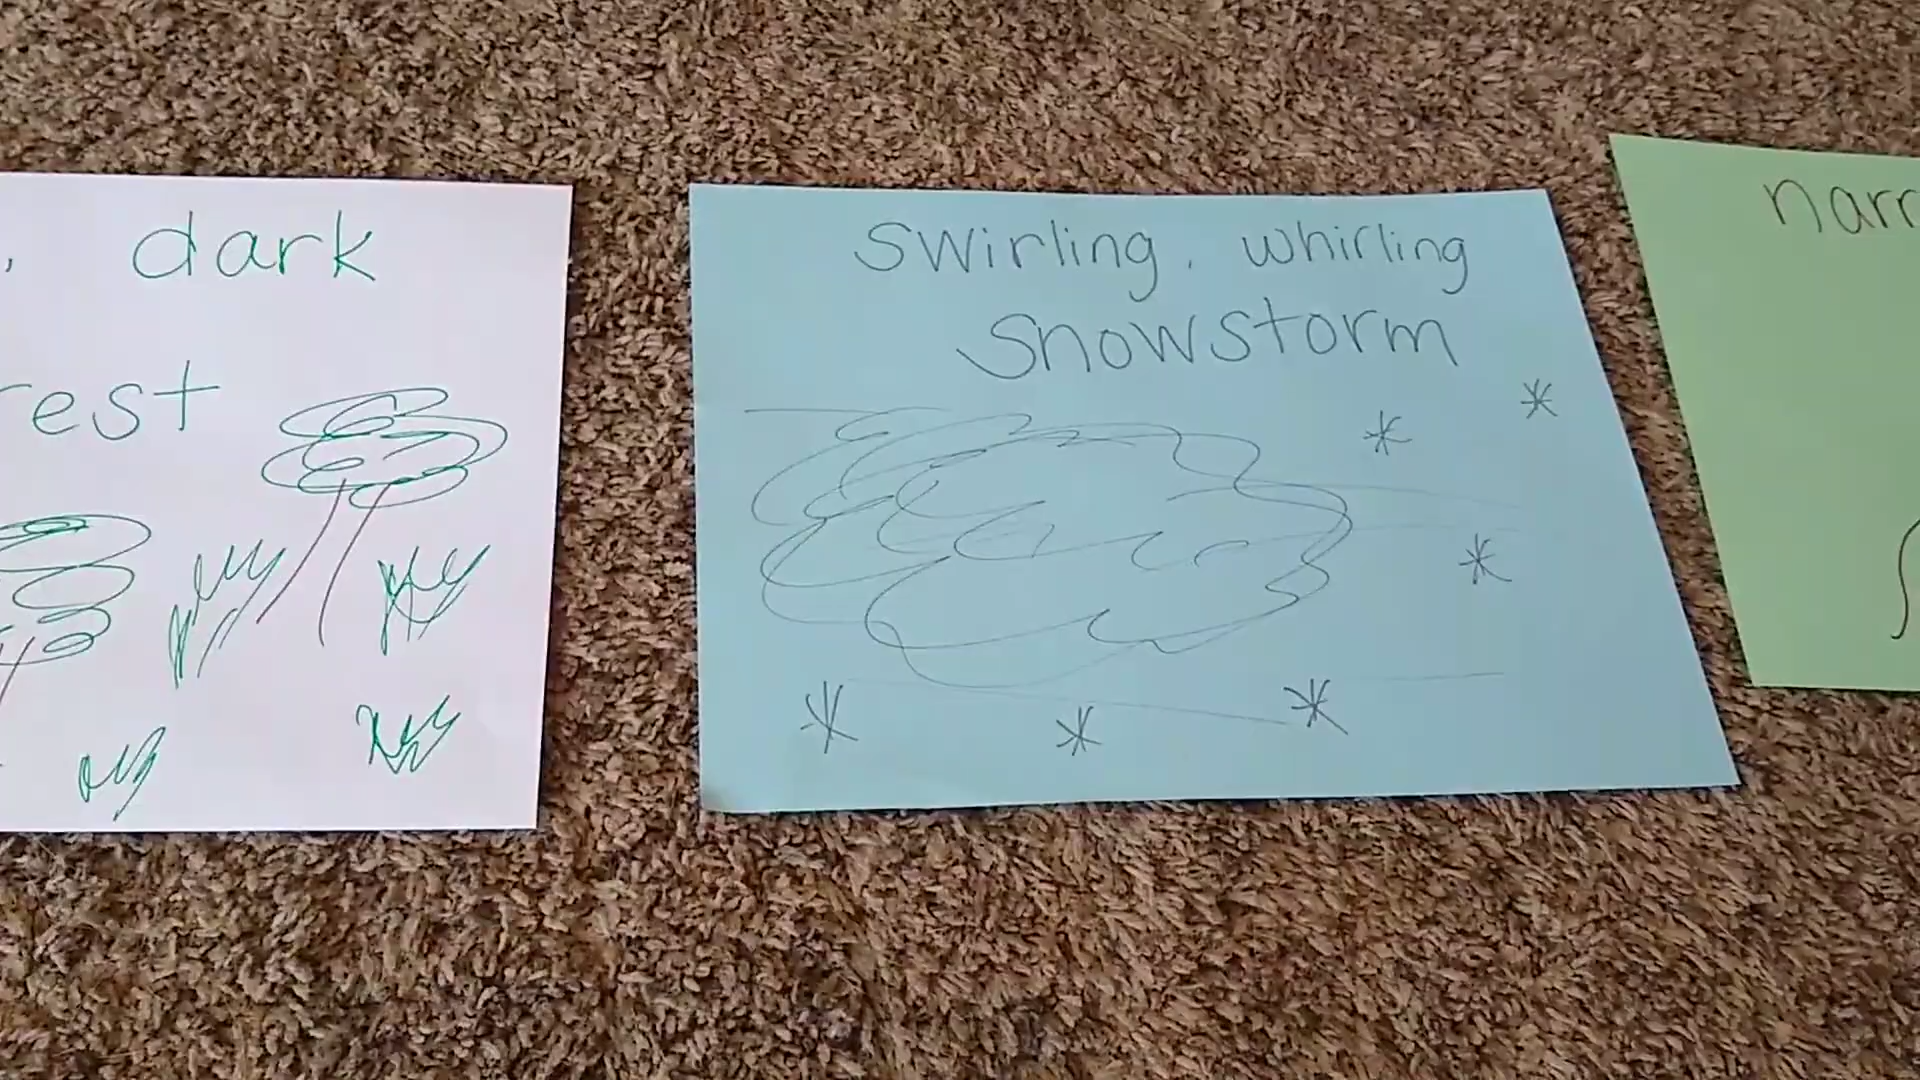 , dark
rest
Swirling, whirling
Snowstorm
narr